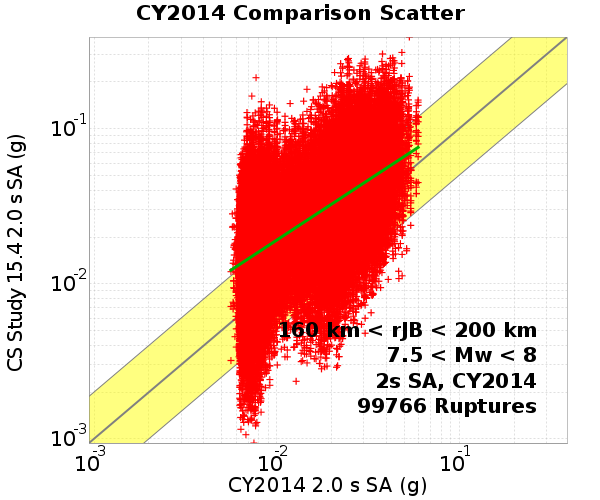 CY2014 Comparison Scatter
CS Study 15.4 2.0 s SA (g)
10-1
10-2
10-3
160 km < rJB < 200 km
7.5 < Mw < 8
2s SA, CY2014
99766 Ruptures
10-3
10-2
10-1
CY2014 2.0 s SA (g)